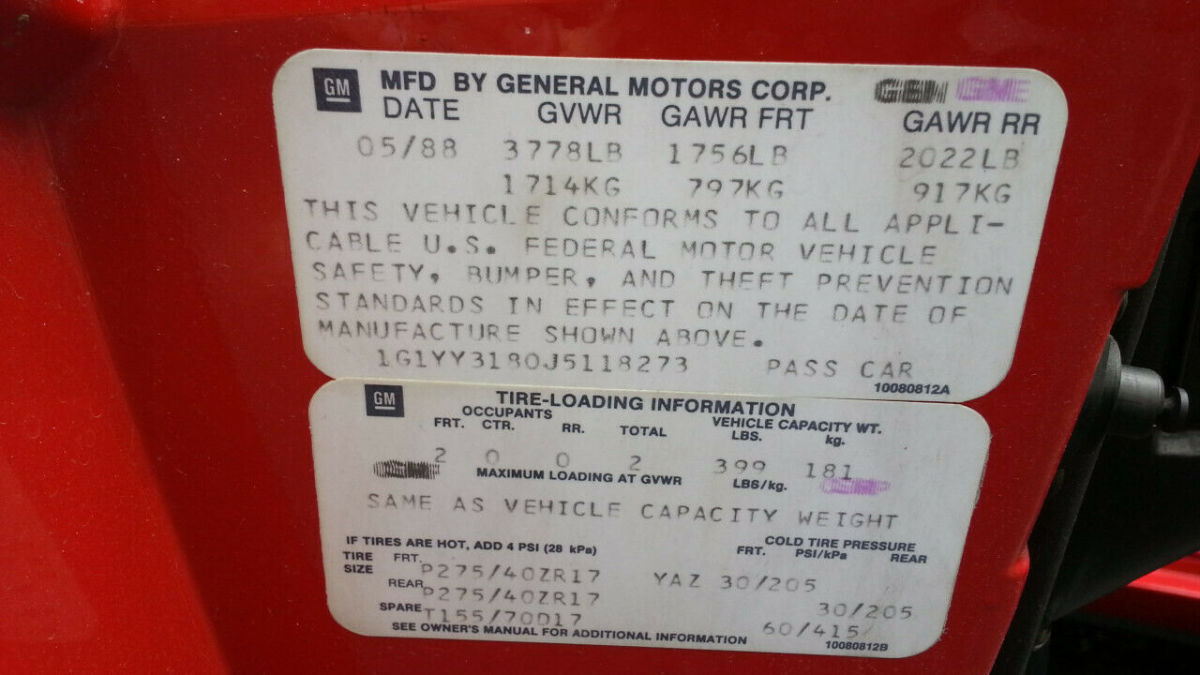 GM MFD BY GENERAL MOTORS CORP. GEN GME
DATE GVWR GAWR FRT GAWR RR
05/88 3778LB 1756LB 2022LB
1714KG 797KG 917KG
THIS VEHICLE CONFORMS TO ALL APPLI-
CABLE U.S. FEDERAL MOTOR VEHICLE
SAFETY, BUMPER, AND THEFT PREVENTION
STANDARDS IN EFFECT ON THE DATE OF
MANUFACTURE SHOWN ABOVE.
1G1YY3180J5118273 PASS CAR
10080812A
GM TIRE-LOADING INFORMATION
OCCUPANTS VEHICLE CAPACITY WT.
FRT. CTR. RR. TOTAL LBS. kg.
2 0 0 2 399 181
MAXIMUM LOADING AT GVWR LBS/kg.
SAME AS VEHICLE CAPACITY WEIGHT
IF TIRES ARE HOT, ADD 4 PSI (28 kPa) COLD TIRE PRESSURE
FRT. PSI/kPa REAR
TIRE SIZE FRT. P275/40ZR17 YAZ 30/205
REAR P275/40ZR17 30/205
SPARE T155/70D17 60/415
SEE OWNER'S MANUAL FOR ADDITIONAL INFORMATION
10080812B